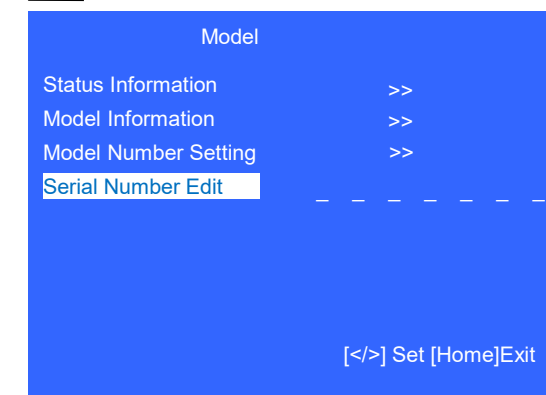 Model
Status Information >>
Model Information >>
Model Number Setting >>
Serial Number Edit _ _ _ _ _ _ _
[</>] Set [Home]Exit